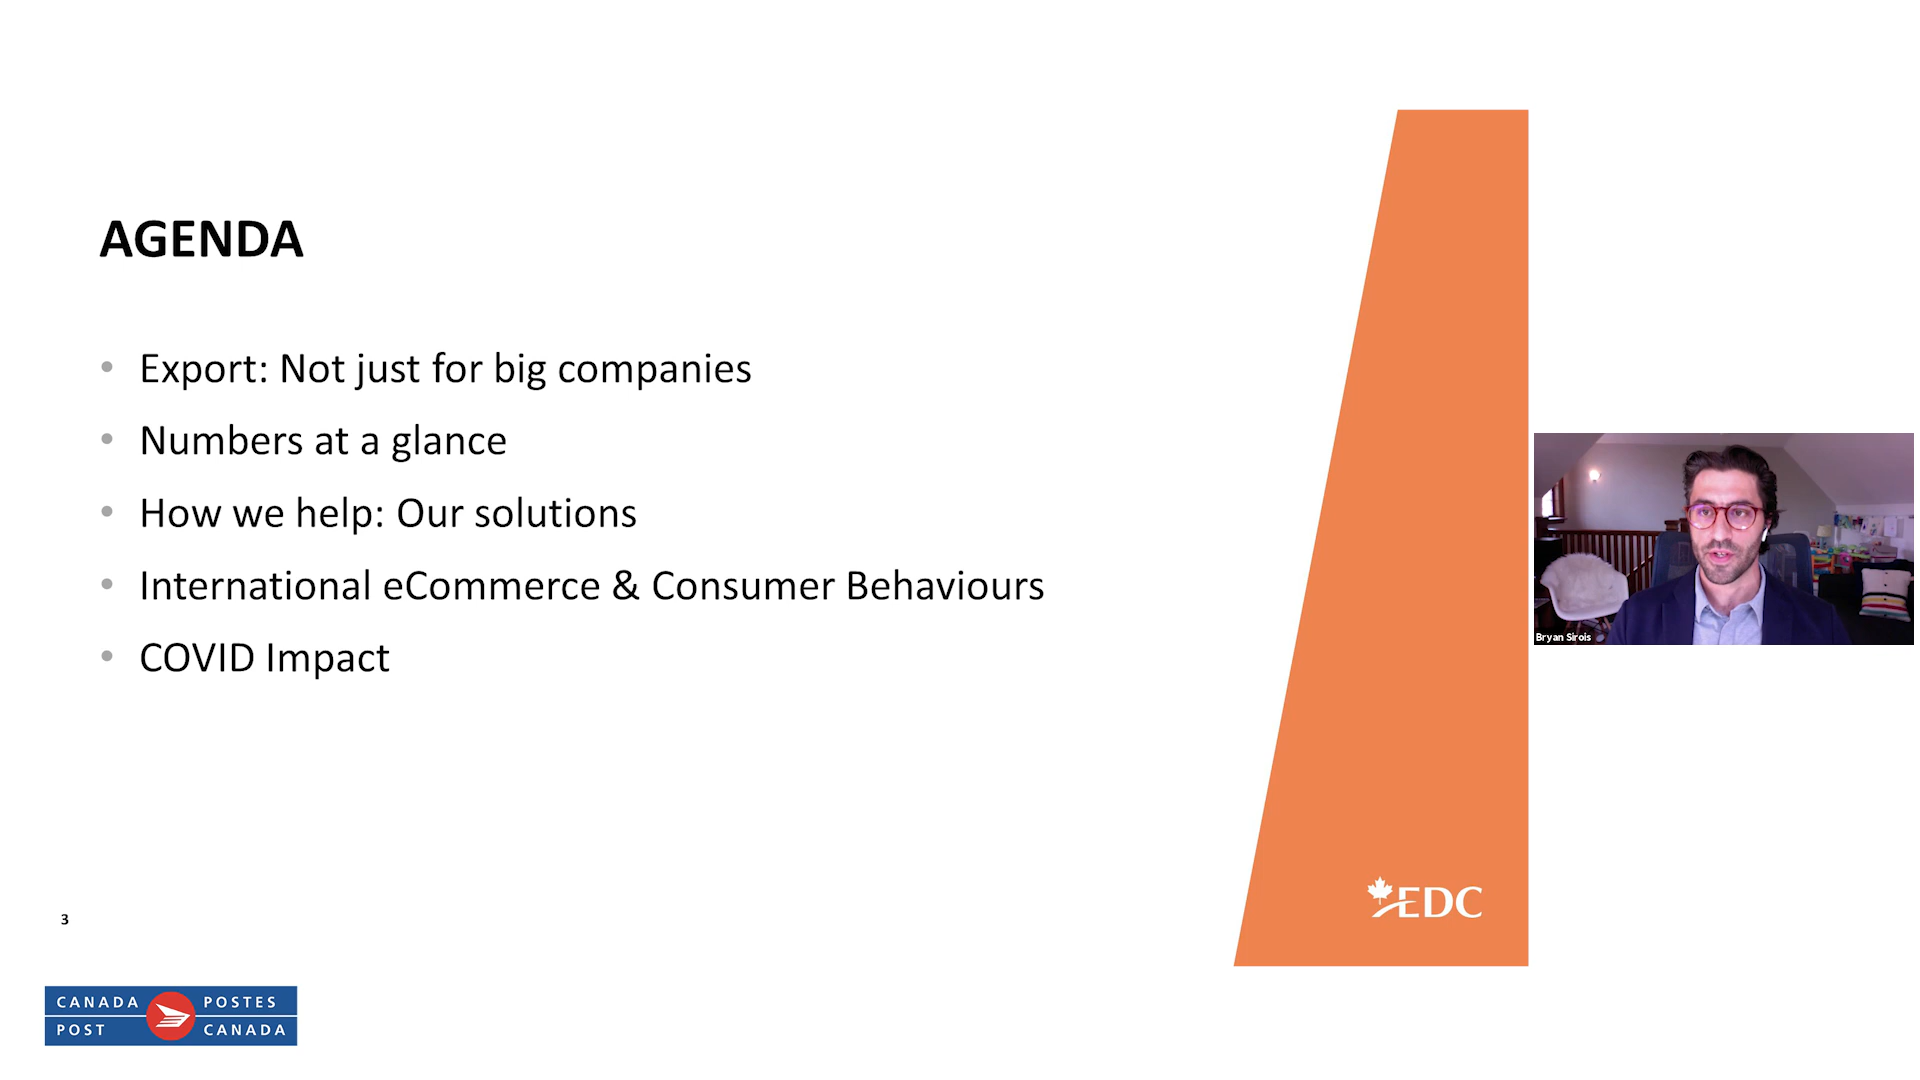 AGENDA
• Export: Not just for big companies
• Numbers at a glance
• How we help: Our solutions
• International eCommerce & Consumer Behaviours
• COVID Impact
Bryan Sirois
EDC
3
CANADA POSTES
POST CANADA